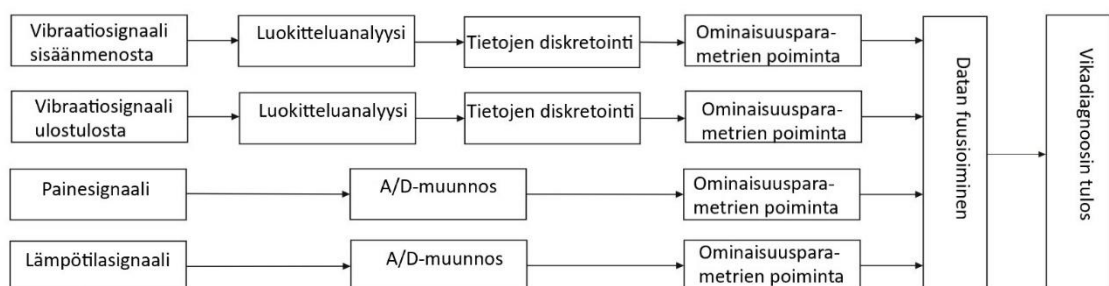 Vibraatiosignaali
sisäänmenosta
Luokitteluanalyysi
Tietojen diskretointi
Ominaisuuspara-
metrien poiminta
Vibraatiosignaali
ulostulosta
Luokitteluanalyysi
Tietojen diskretointi
Ominaisuuspara-
metrien poiminta
Painesignaali
A/D-muunnos
Ominaisuuspara-
metrien poiminta
Lämpötilasignaali
A/D-muunnos
Ominaisuuspara-
metrien poiminta
Datan fuusioiminen
Vikadiagnoosin tulos